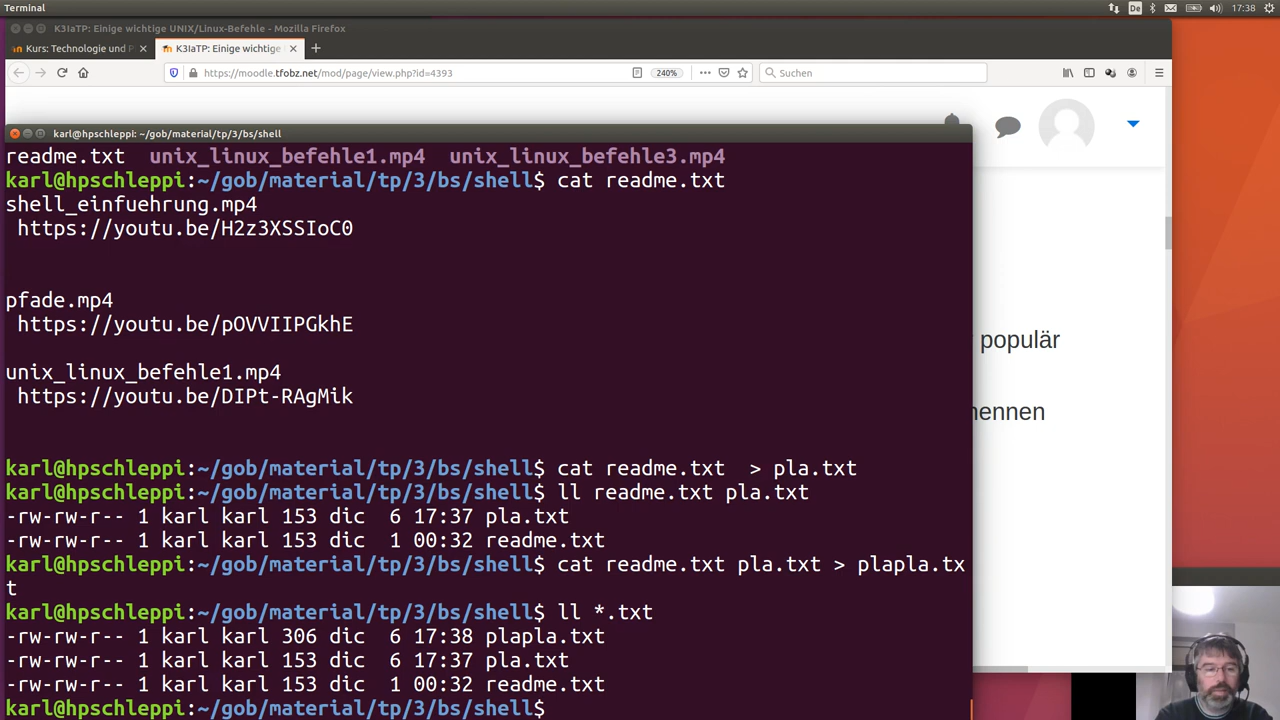 Terminal
De
17:38
K3IaTP: Einige wichtige UNIX/Linux-Befehle - Mozilla Firefox
Kurs: Technologie und P
K3IaTP: Einige wichtige
https://moodle.tfobz.net/mod/page/view.php?id=4393
240%
Suchen
populär
nennen
karl@hpschleppi: ~/gob/material/tp/3/bs/shell
readme.txt  unix_linux_befehle1.mp4  unix_linux_befehle3.mp4
karl@hpschleppi:~/gob/material/tp/3/bs/shell$ cat readme.txt
shell_einfuehrung.mp4
 https://youtu.be/H2z3XSSIoC0
pfade.mp4
 https://youtu.be/pOVVIIPGkhE
unix_linux_befehle1.mp4
 https://youtu.be/DIPt-RAgMik
karl@hpschleppi:~/gob/material/tp/3/bs/shell$ cat readme.txt  > pla.txt
karl@hpschleppi:~/gob/material/tp/3/bs/shell$ ll readme.txt pla.txt
-rw-rw-r-- 1 karl karl 153 dic  6 17:37 pla.txt
-rw-rw-r-- 1 karl karl 153 dic  1 00:32 readme.txt
karl@hpschleppi:~/gob/material/tp/3/bs/shell$ cat readme.txt pla.txt > plapla.tx
t
karl@hpschleppi:~/gob/material/tp/3/bs/shell$ ll *.txt
-rw-rw-r-- 1 karl karl 306 dic  6 17:38 plapla.txt
-rw-rw-r-- 1 karl karl 153 dic  6 17:37 pla.txt
-rw-rw-r-- 1 karl karl 153 dic  1 00:32 readme.txt
karl@hpschleppi:~/gob/material/tp/3/bs/shell$